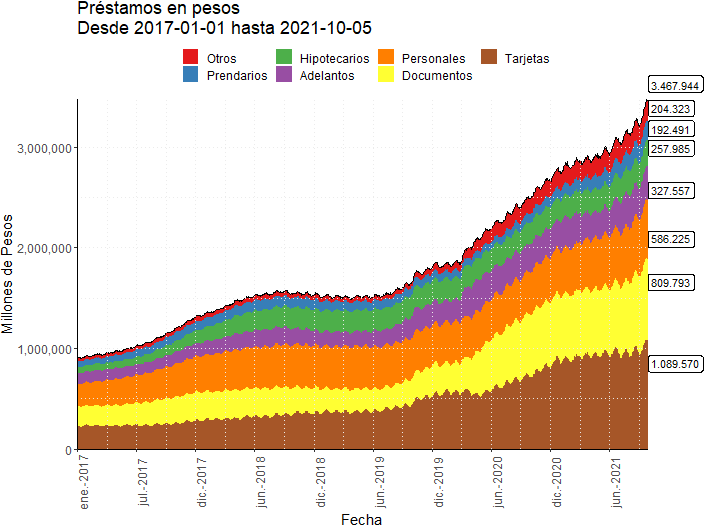 Préstamos en pesos
Desde 2017-01-01 hasta 2021-10-05
Otros Hipotecarios Personales Tarjetas
Prendarios Adelantos Documentos
Millones de Pesos
3,000,000
2,000,000
1,000,000
0
3.467.944
204.323
192.491
257.985
327.557
586.225
809.793
1.089.570
ene.-2017
jul.-2017
dic.-2017
jun.-2018
dic.-2018
jun.-2019
dic.-2019
jun.-2020
dic.-2020
jun.-2021
Fecha